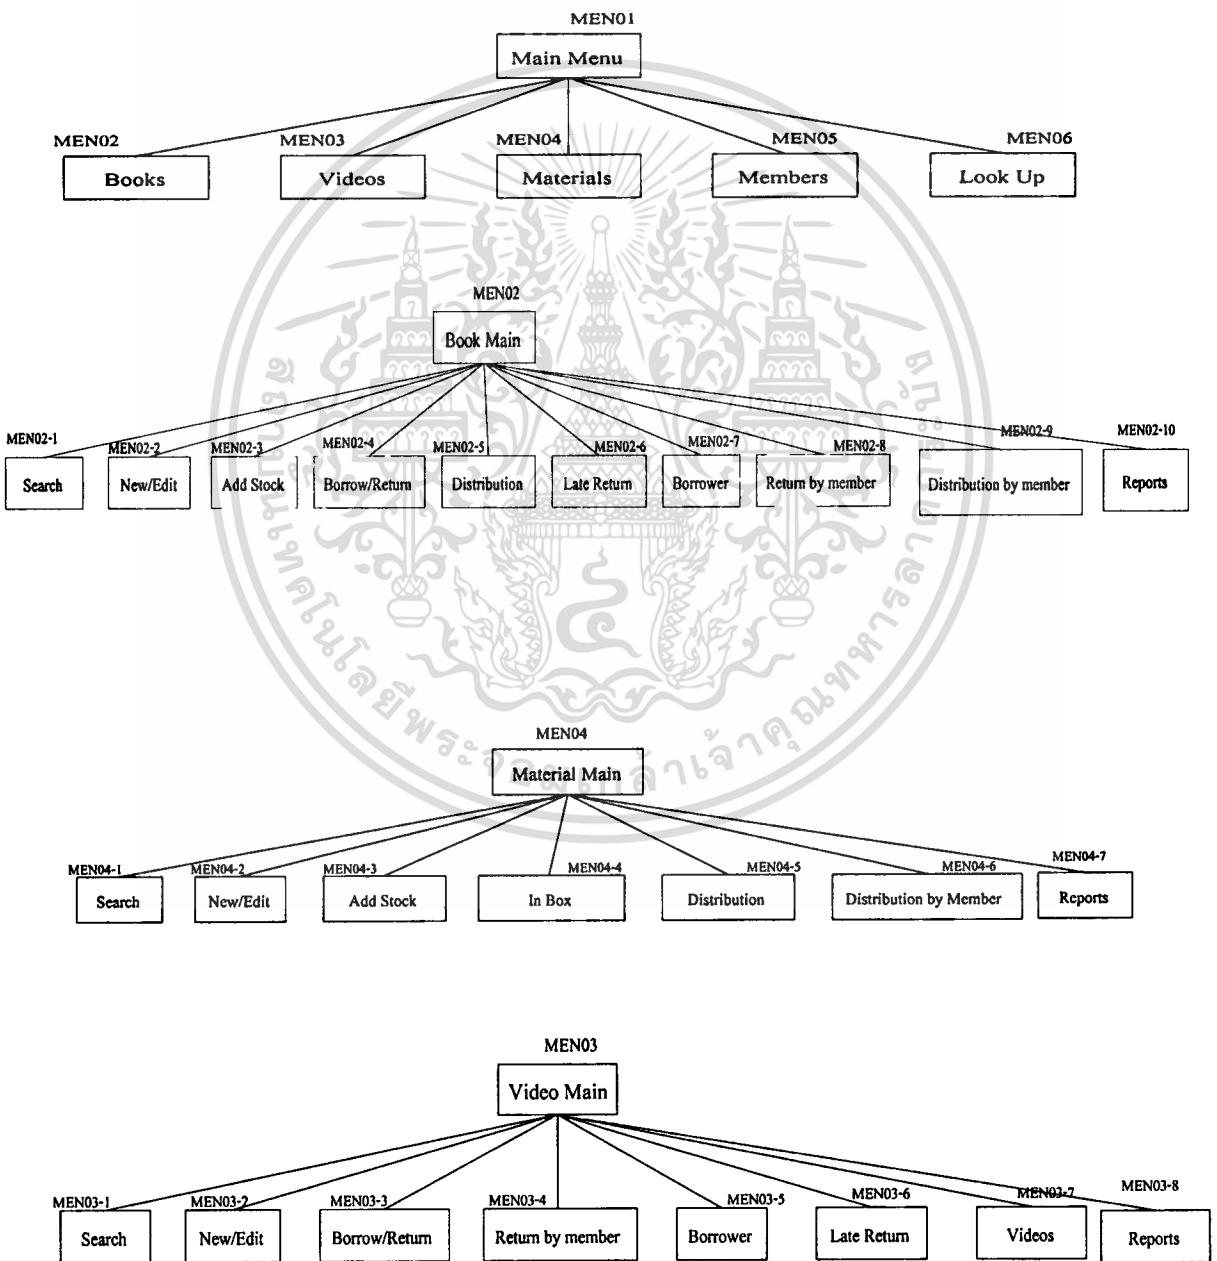 MEN01
Main Menu
MEN02
MEN03
MEN04
MEN05
MEN06
Books
Videos
Materials
Members
Look Up
MEN02
Book Main
MEN02-1
MEN02-2
MEN02-3
MEN02-4
MEN02-5
MEN02-6
MEN02-7
MEN02-8
MEN02-9
MEN02-10
Search
New/Edit
Add Stock
Borrow/Return
Distribution
Late Return
Borrower
Return by member
Distribution by member
Reports
MEN04
Material Main
MEN04-1
MEN04-2
MEN04-3
MEN04-4
MEN04-5
MEN04-6
MEN04-7
Search
New/Edit
Add Stock
In Box
Distribution
Distribution by Member
Reports
MEN03
Video Main
MEN03-1
MEN03-2
MEN03-3
MEN03-4
MEN03-5
MEN03-6
MEN03-7
MEN03-8
Search
New/Edit
Borrow/Return
Return by member
Borrower
Late Return
Videos
Reports